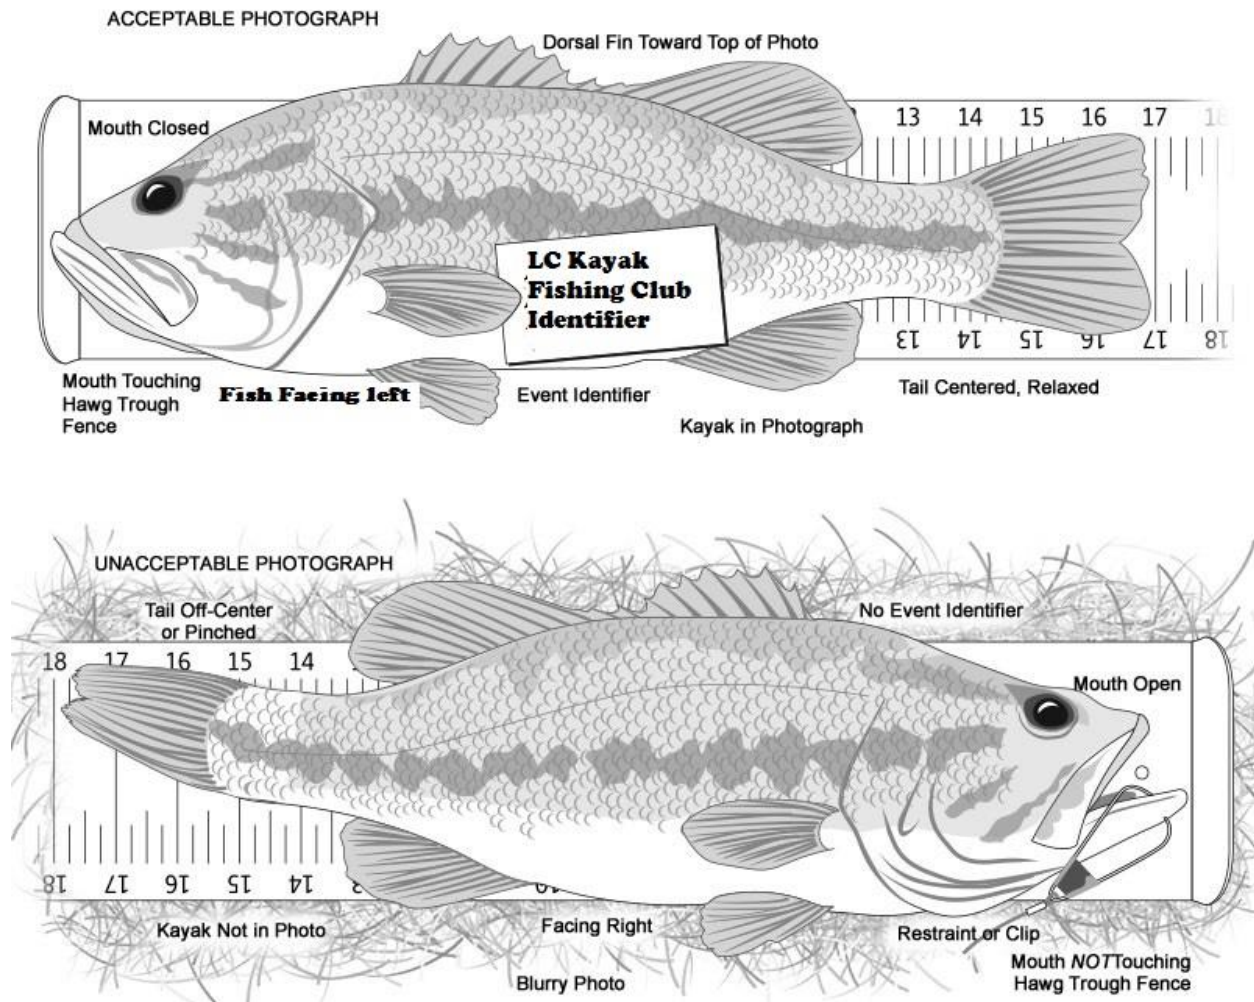 ACCEPTABLE PHOTOGRAPH
Dorsal Fin Toward Top of Photo
Mouth Closed
13 14 15 16 17 18
LC Kayak
Fishing Club
Identifier
13 14 15 16 17 18
Mouth Touching
Hawg Trough
Fence
Fish Facing left
Event Identifier
Tail Centered, Relaxed
Kayak in Photograph
UNACCEPTABLE PHOTOGRAPH
Tail Off-Center
or Pinched
No Event Identifier
18 17 16 15 14
Mouth Open
18 17 16 15 14
Kayak Not in Photo
Facing Right
Restraint or Clip
Mouth NOTTouching
Hawg Trough Fence
Blurry Photo